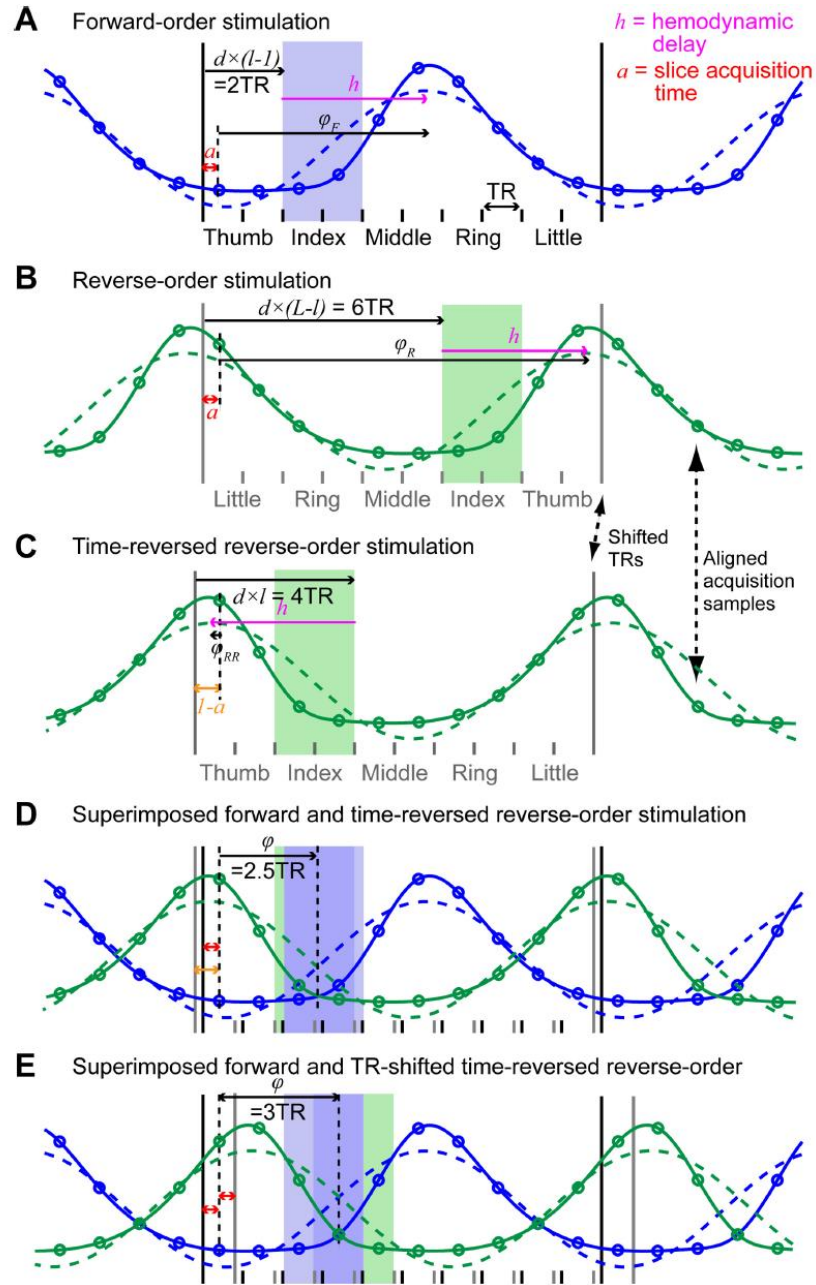 A Forward-order stimulation
h = hemodynamic
delay
a = slice acquisition
time
d×(l-1)
=2TR
h
φF
a
TR
Thumb Index Middle Ring Little
B Reverse-order stimulation
d×(L-l) = 6TR
h
φR
a
Little Ring Middle Index Thumb
C Time-reversed reverse-order stimulation
Shifted
TRs
Aligned
acquisition
samples
d×l = 4TR
h
φRR
1-a
Thumb Index Middle Ring Little
D Superimposed forward and time-reversed reverse-order stimulation
φ
=2.5TR
E Superimposed forward and TR-shifted time-reversed reverse-order
φ
=3TR